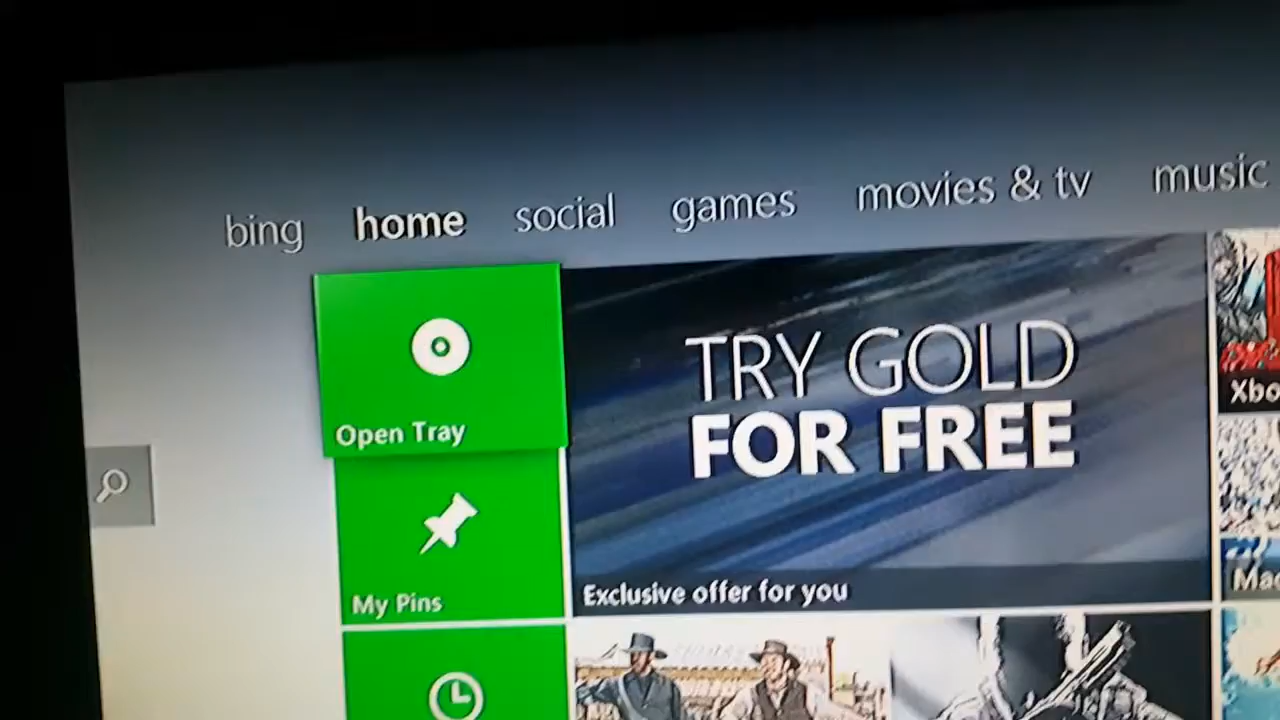 bing home social games movies & tv music
Open Tray
TRY GOLD
FOR FREE
Exclusive offer for you
My Pins